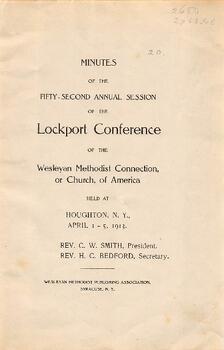 MINUTES
OF THE
FIFTY-SECOND ANNUAL SESSION
OF THE
Lockport Conference
OF THE
Wesleyan Methodist Connection,
or Church, of America
HELD AT
HOUGHTON, N. Y.,
APRIL 1 - 5, 1913.
REV. C. W. SMITH, President.
REV. H. C. BEDFORD, Secretary.
WESLEYAN METHODIST PUBLISHING ASSOCIATION,
SYRACUSE, N. Y.